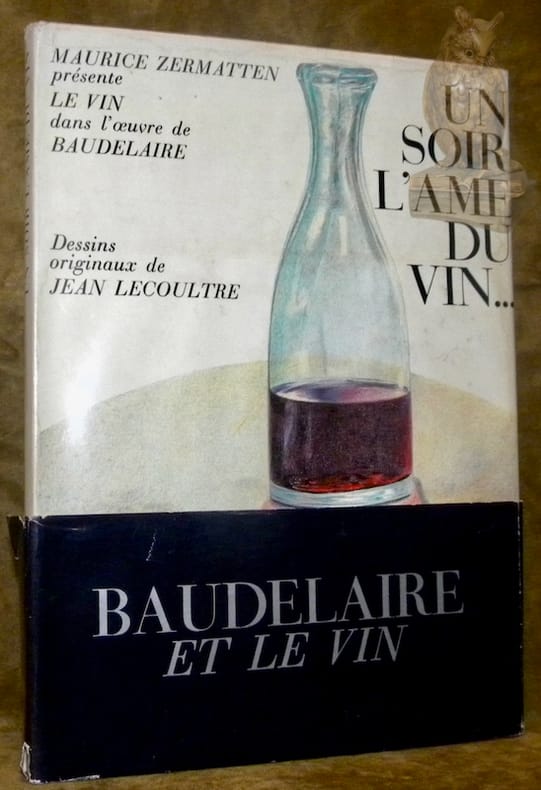 MAURICE ZERMATTEN
présente
LE VIN
dans l'œuvre de
BAUDELAIRE
Dessins
originaux de
JEAN LECOULTRE
UN
SOIR
L'AME
DU
VIN...
BAUDELAIRE
ET LE VIN